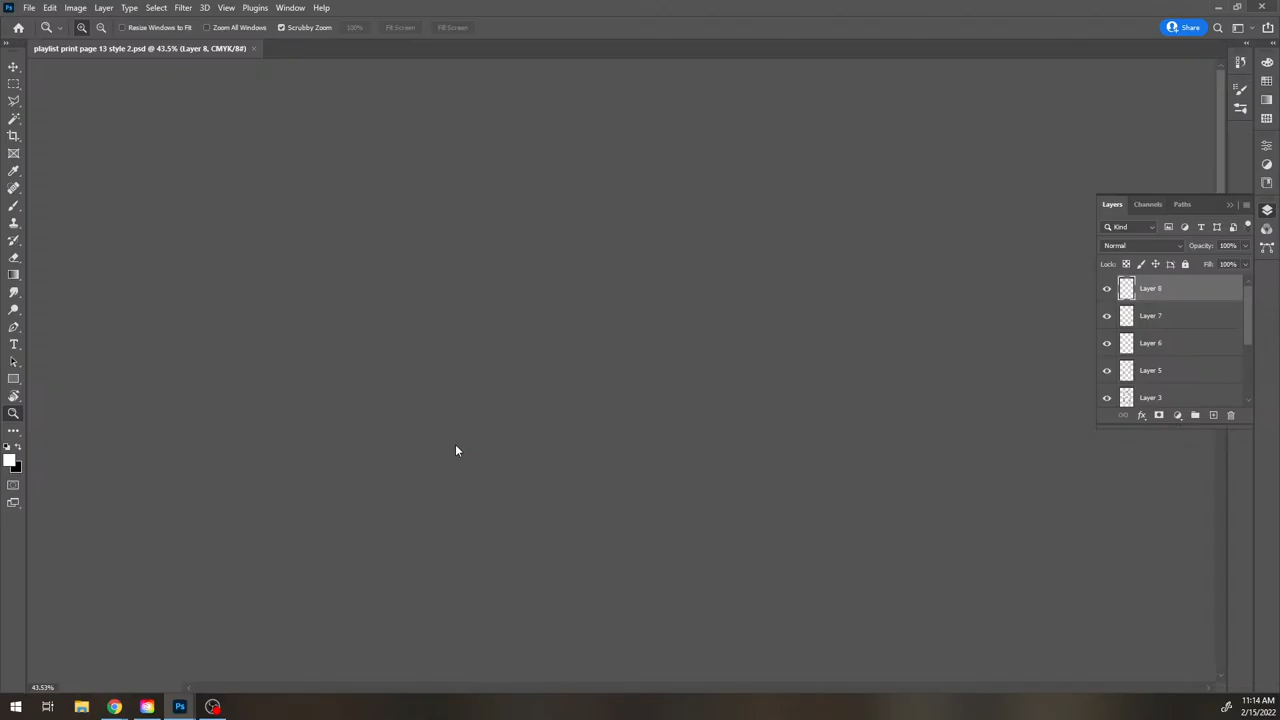 Ps File Edit Image Layer Type Select Filter 3D View Plugins Window Help
Resize Windows to Fit Zoom All Windows Scrubby Zoom 100% Fit Screen Fill Screen Share
playlist print page 13 style 2.psd @ 43.5% (Layer 8, CMYK/8#) ×
Layers Channels Paths
Kind
Normal Opacity: 100%
Lock: Fill: 100%
Layer 8
Layer 7
Layer 6
Layer 5
Layer 3
fx
T
43.53%
Ps
11:14 AM
2/15/2022